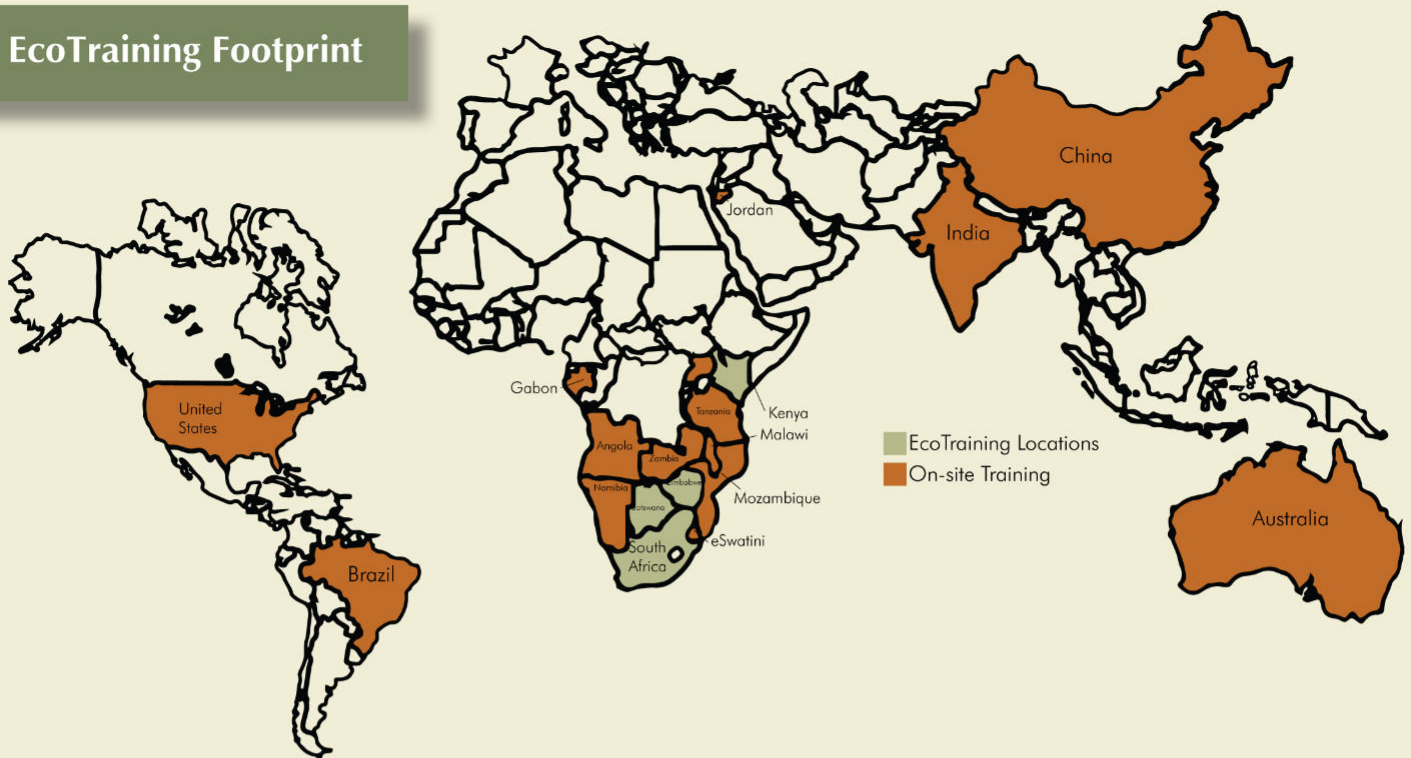 EcoTraining Footprint
China
India
Jordan
United
States
Gabon
Kenya
Tanzania
Malawi
Angola
Zambia
EcoTraining Locations
On-site Training
Namibia
Zimbabwe
Mozambique
Botswana
Australia
eSwatini
South
Africa
Brazil